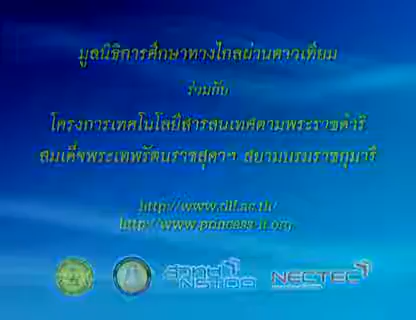 มูลนิธิการศึกษาทางไกลผ่านดาวเทียม
ร่วมกับ
โครงการเทคโนโลยีสารสนเทศตามพระราชดำริ
สมเด็จพระเทพรัตนราชสุดาฯ สยามบรมราชกุมารี
http://www.dlf.ac.th/
http://www.princess-it.org
สวทช
NSTDA
NECTEC